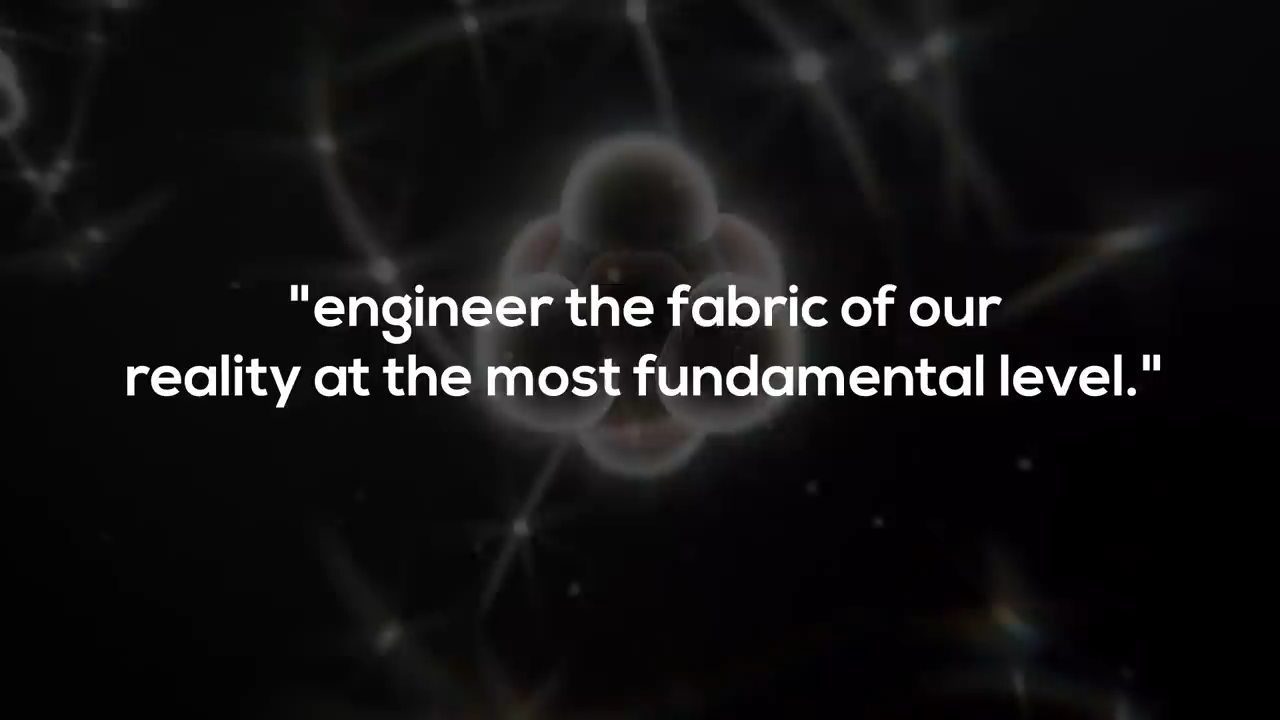 "engineer the fabric of our
reality at the most fundamental level."